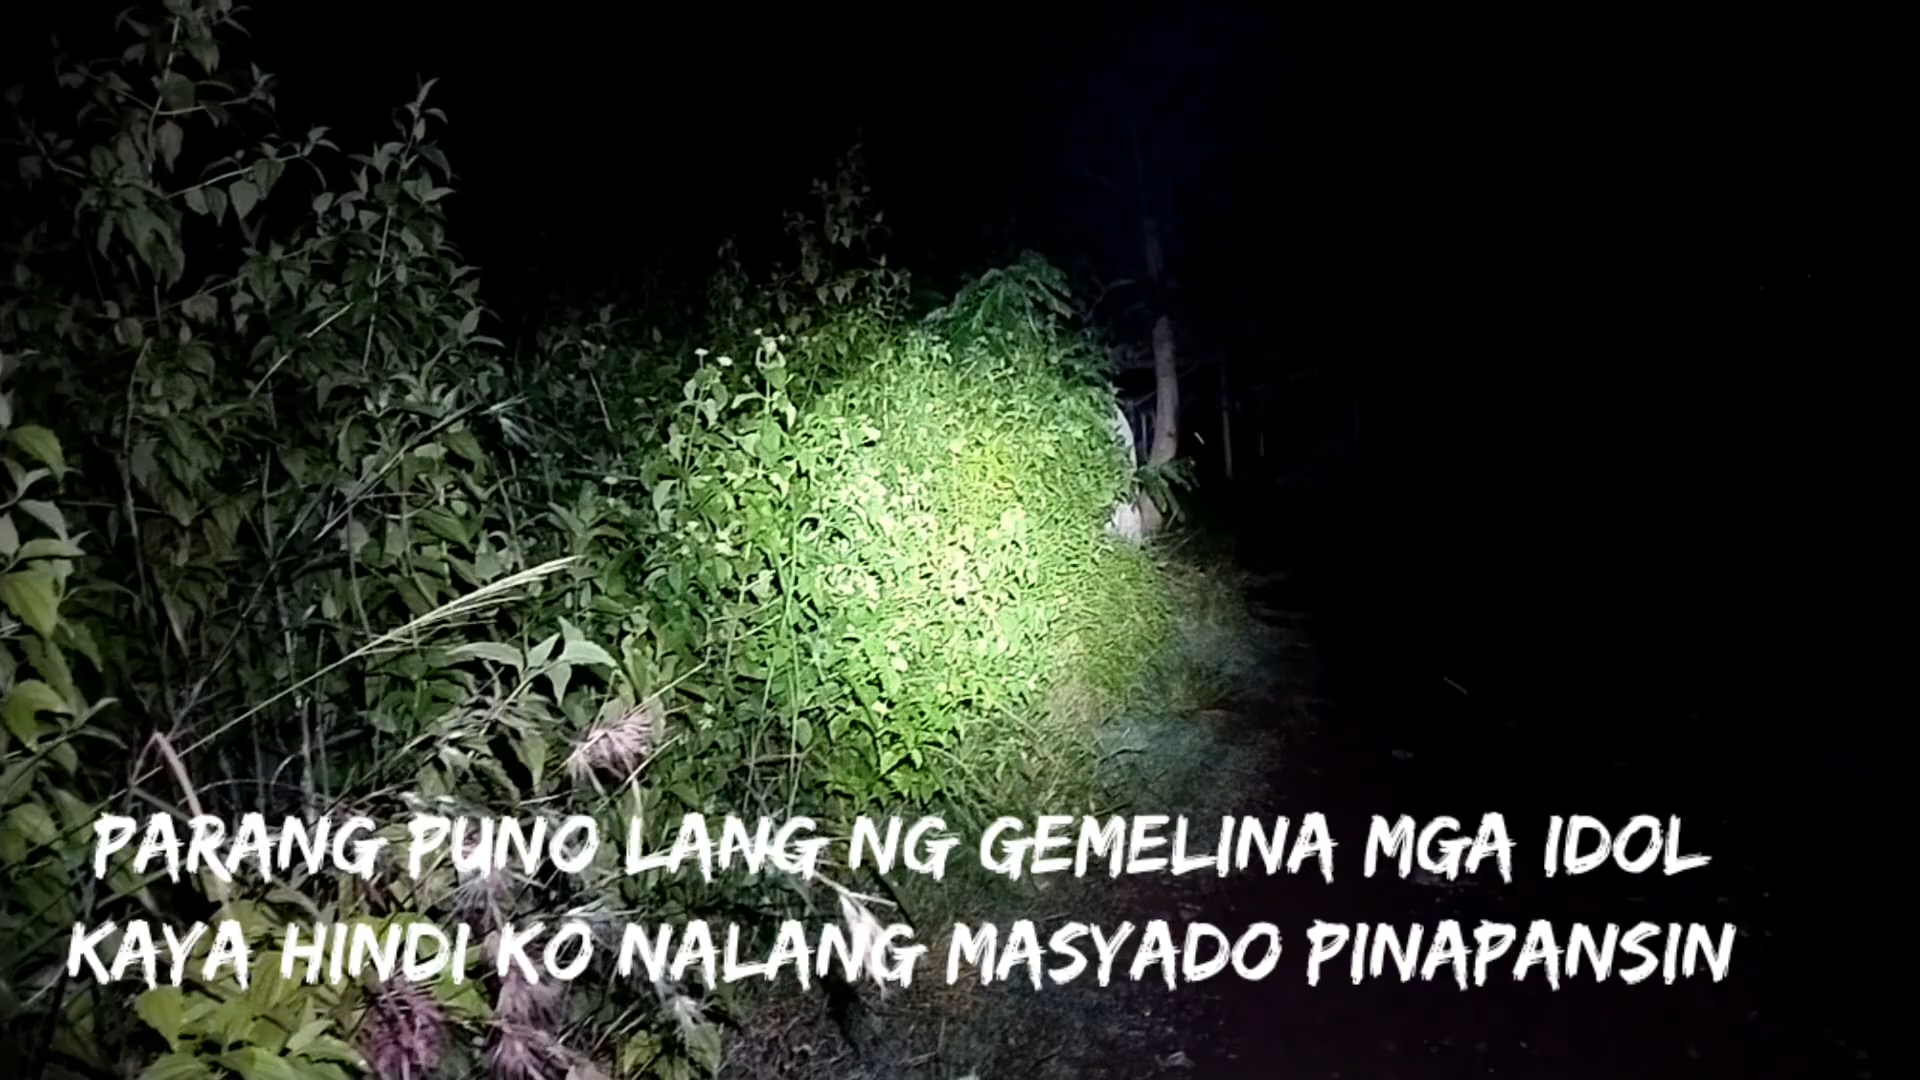 PARANG PUNO LANG NG GEMELINA MGA IDOL
KAYA HINDI KO NALANG MASYADO PINAPANSIN